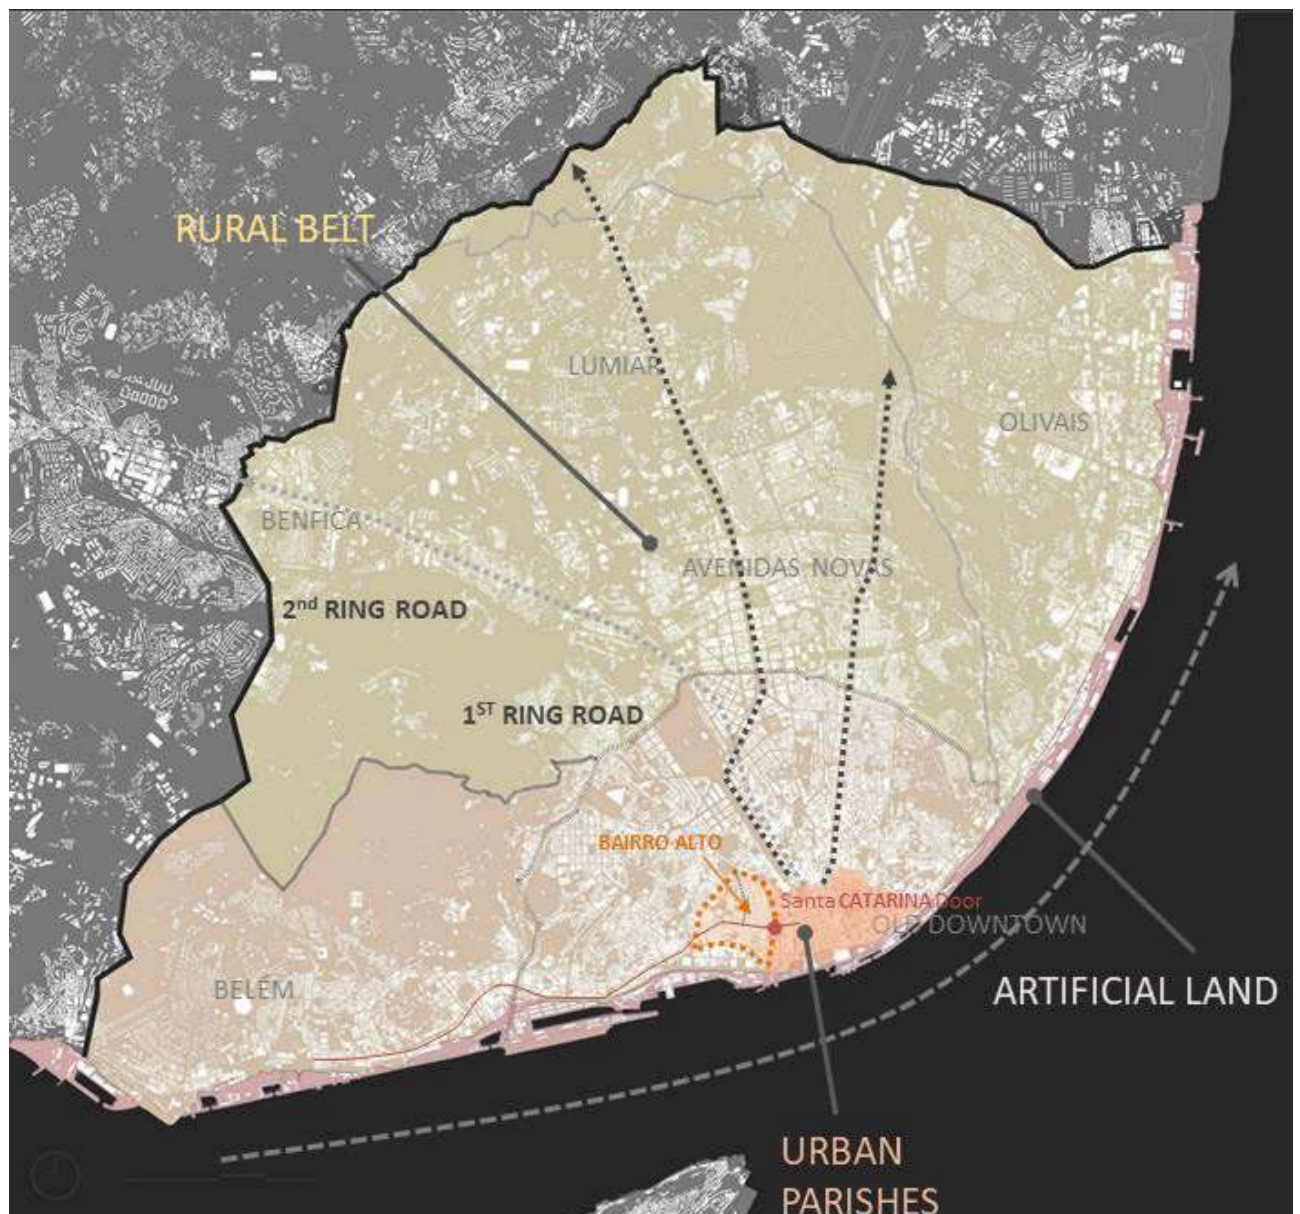 RURAL BELT
LUMIAR
OLIVAIS
BENFICA
AVENIDAS NOVAS
2nd RING ROAD
1ST RING ROAD
BAIRRO ALTO
Santa CATARINA Door
OLD DOWNTOWN
BELÉM
ARTIFICIAL LAND
URBAN
PARISHES